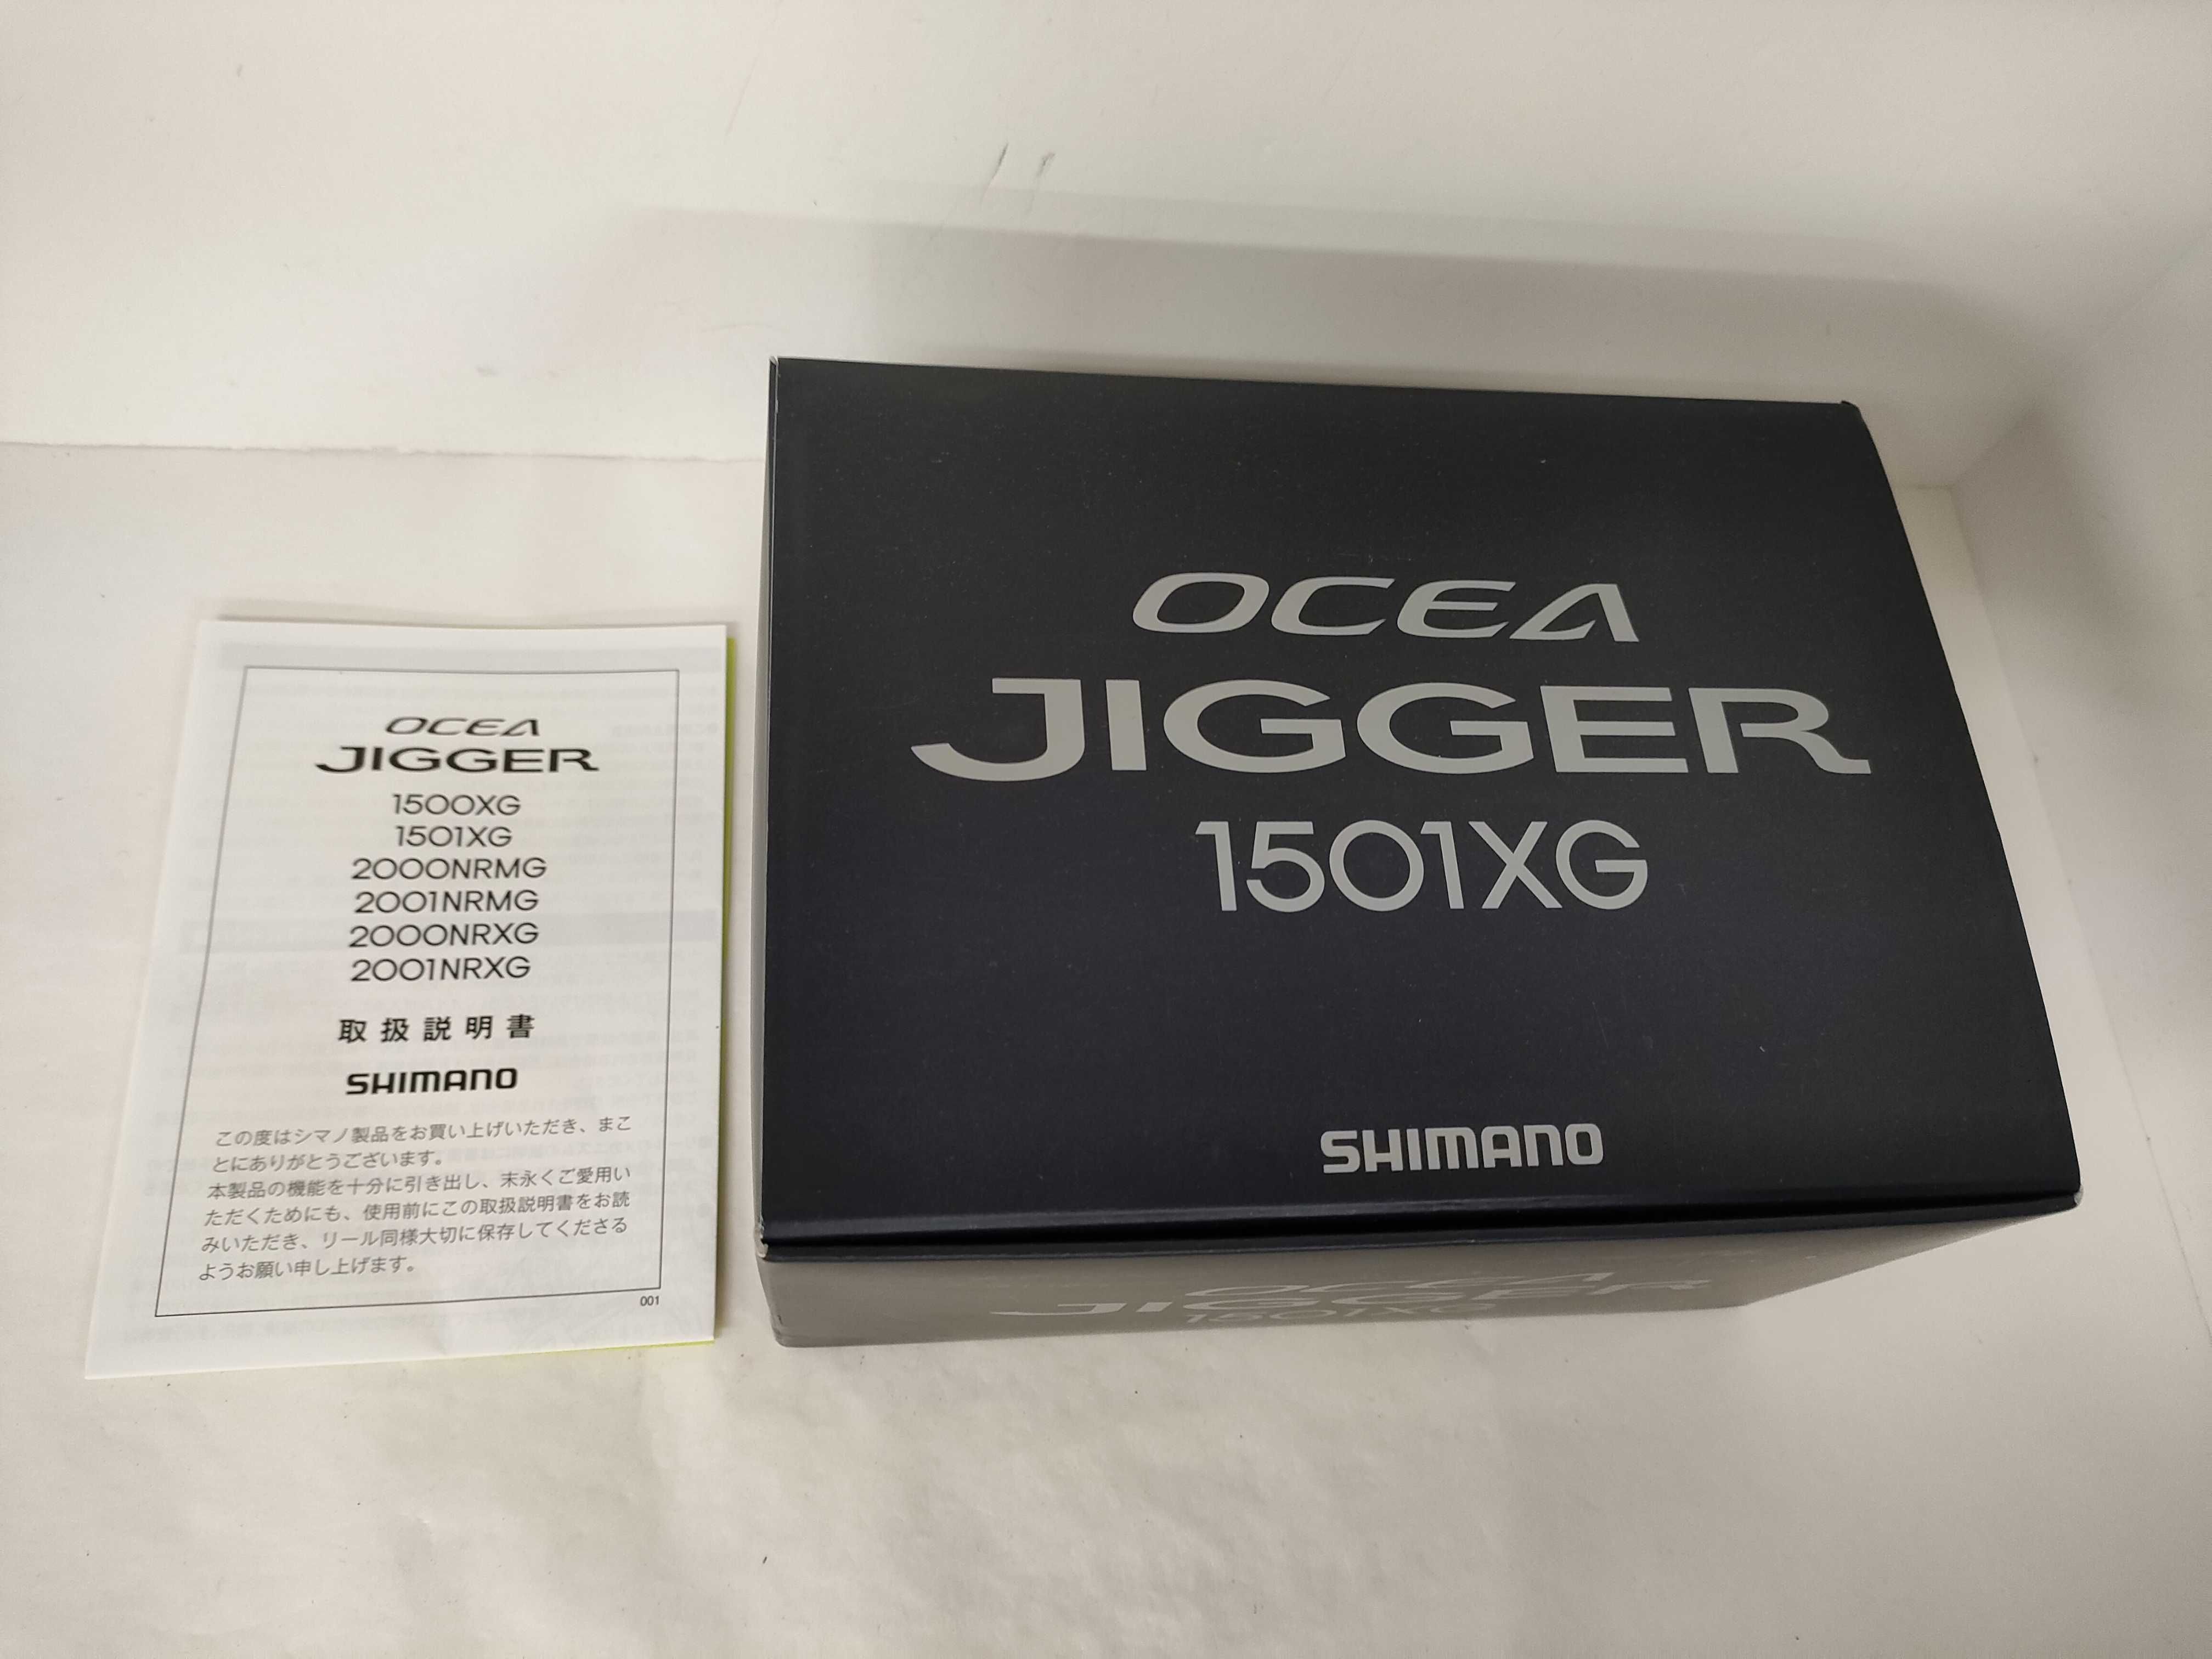 OCEA
JIGGER
1500XG
1501XG
2000NRMG
2001NRMG
2000NRXG
2001NRXG
取扱説明書
SHIMANO
この度はシマノ製品をお買い上げいただき、まこ
とにありがとうございます。
本製品の機能を十分に引き出し、末永くご愛用い
ただくためにも、使用前にこの取扱説明書をお読
みいただき、リール同様大切に保存してくださる
ようお願い申し上げます。
001
OCEA
JIGGER
1501XG
SHIMANO
OCEA
JIGGER
1501XG